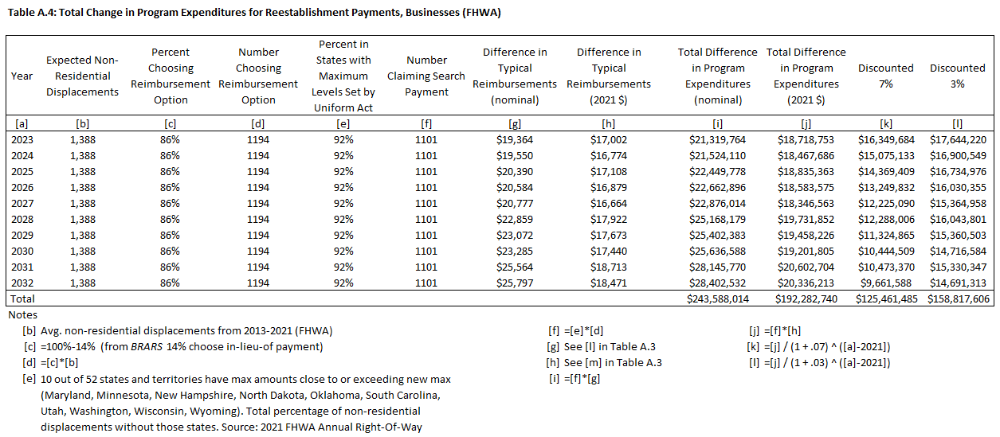 Table A.4: Total Change in Program Expenditures for Reestablishment Payments, Businesses (FHWA)
Year | Expected Non-Residential Displacements | Percent Choosing Reimbursement Option | Number Choosing Reimbursement Option | Percent in States with Maximum Levels Set by Uniform Act | Number Claiming Search Payment | Difference in Typical Reimbursements (nominal) | Difference in Typical Reimbursements (2021 $) | Total Difference in Program Expenditures (nominal) | Total Difference in Program Expenditures (2021 $) | Discounted 7% | Discounted 3%
[a] [b] [c] [d] [e] [f] [g] [h] [i] [j] [k] [l]
2023 1,388 86% 1194 92% 1101 $19,364 $17,002 $21,319,764 $18,718,753 $16,349,684 $17,644,220
2024 1,388 86% 1194 92% 1101 $19,550 $16,774 $21,524,110 $18,467,686 $15,075,133 $16,900,549
2025 1,388 86% 1194 92% 1101 $20,390 $17,108 $22,449,778 $18,835,363 $14,369,409 $16,734,976
2026 1,388 86% 1194 92% 1101 $20,584 $16,879 $22,662,896 $18,583,575 $13,249,832 $16,030,355
2027 1,388 86% 1194 92% 1101 $20,777 $16,664 $22,876,014 $18,346,563 $12,225,090 $15,364,958
2028 1,388 86% 1194 92% 1101 $22,859 $17,922 $25,168,179 $19,731,852 $12,288,006 $16,043,801
2029 1,388 86% 1194 92% 1101 $23,072 $17,673 $25,402,383 $19,458,226 $11,324,865 $15,360,503
2030 1,388 86% 1194 92% 1101 $23,285 $17,440 $25,636,588 $19,201,805 $10,444,509 $14,716,584
2031 1,388 86% 1194 92% 1101 $25,564 $18,713 $28,145,770 $20,602,704 $10,473,370 $15,330,347
2032 1,388 86% 1194 92% 1101 $25,797 $18,471 $28,402,532 $20,336,213 $9,661,588 $14,691,313
Total $243,588,014 $192,282,740 $125,461,485 $158,817,606
Notes
[b] Avg. non-residential displacements from 2013-2021 (FHWA)
[c] =100%-14% (from BRARS 14% choose in-lieu-of payment)
[d] =[c]*[b]
[e] 10 out of 52 states and territories have max amounts close to or exceeding new max
(Maryland, Minnesota, New Hampshire, North Dakota, Oklahoma, South Carolina,
Utah, Washington, Wisconsin, Wyoming). Total percentage of non-residential
displacements without those states. Source: 2021 FHWA Annual Right-Of-Way
[f] =[e]*[d]
[g] See [l] in Table A.3
[h] See [m] in Table A.3
[i] =[f]*[g]
[j] =[f]*[h]
[k] =[j] / (1 + .07) ^ ([a]-2021])
[l] =[j] / (1 + .03) ^ ([a]-2021])